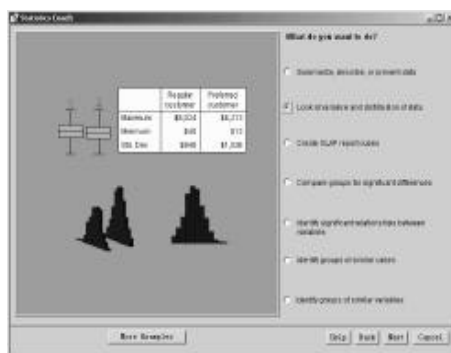 Statistics Coach
What do you want to do?
Summarize, describe, or present data
Look at variance and distribution of data
Create OLAP report cubes
Compare groups for significant differences
Identify significant relationships between
variables
Identify groups of similar cases
Identify groups of similar variables
Regular Preferred
customer customer
Maximum
Minimum
Std. Dev.
More Examples
Help Back Next Cancel